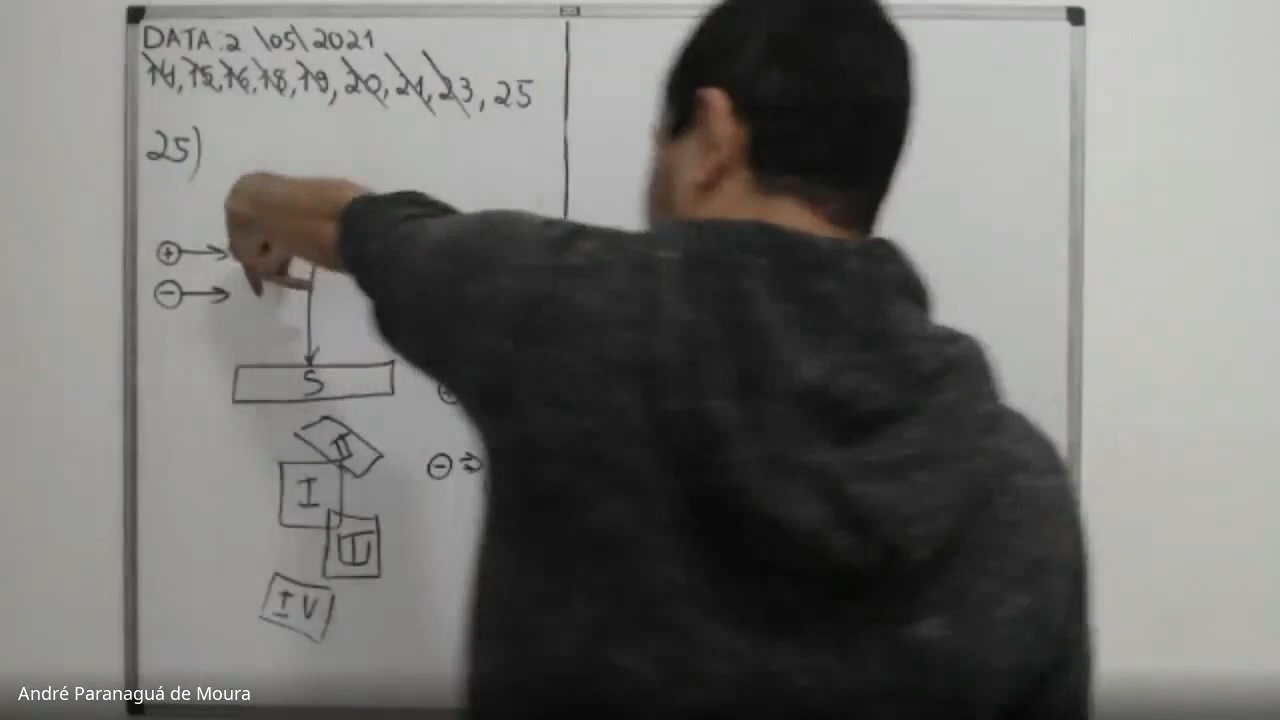 DATA: 2 \05\ 2021
14, 15, 16, 18, 19, 20, 21, 23, 25
25)
+
-
S
II
I
III
-
IV
André Paranaguá de Moura